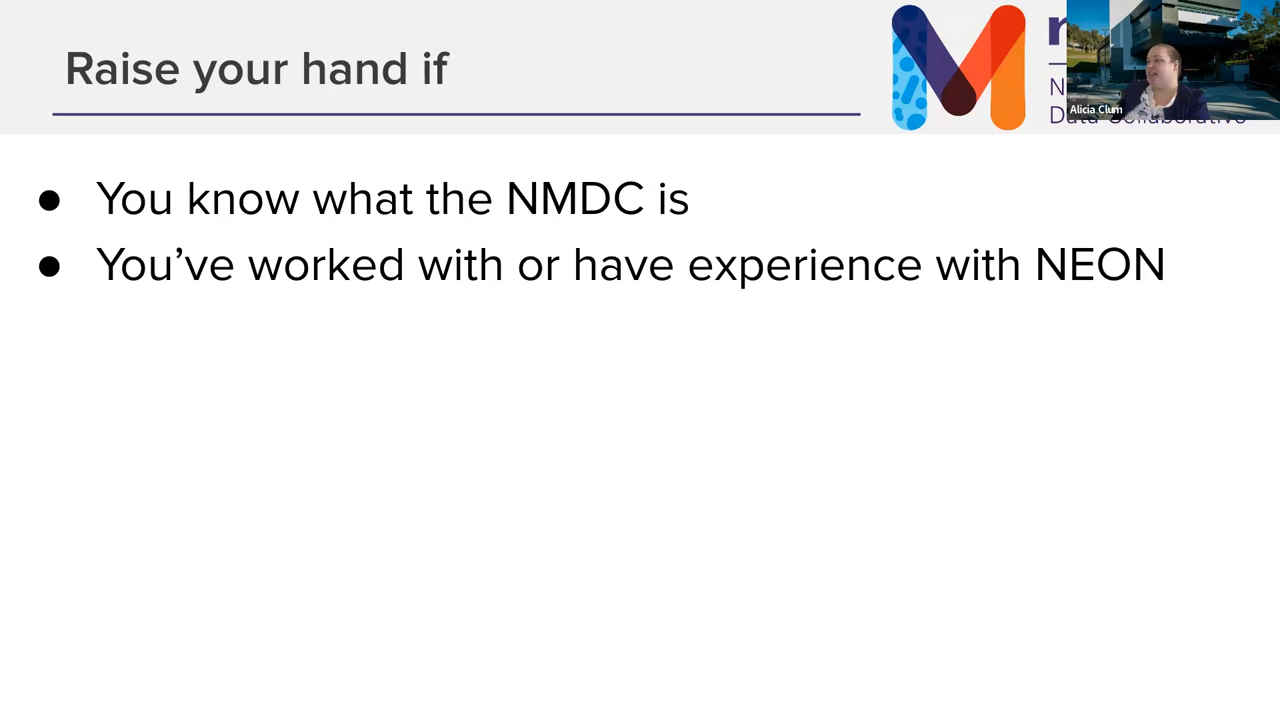 Raise your hand if
Alicia Clum
● You know what the NMDC is
● You’ve worked with or have experience with NEON